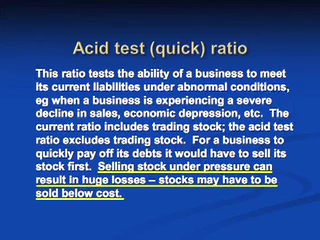 Acid test (quick) ratio
This ratio tests the ability of a business to meet
its current liabilities under abnormal conditions,
eg when a business is experiencing a severe
decline in sales, economic depression, etc. The
current ratio includes trading stock; the acid test
ratio excludes trading stock. For a business to
quickly pay off its debts it would have to sell its
stock first. Selling stock under pressure can
result in huge losses – stocks may have to be
sold below cost.